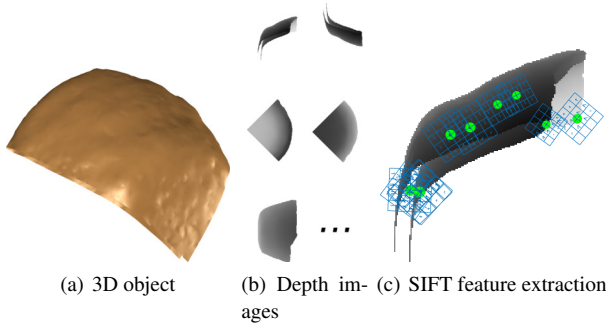 (a) 3D object
(b) Depth im-
ages
(c) SIFT feature extraction